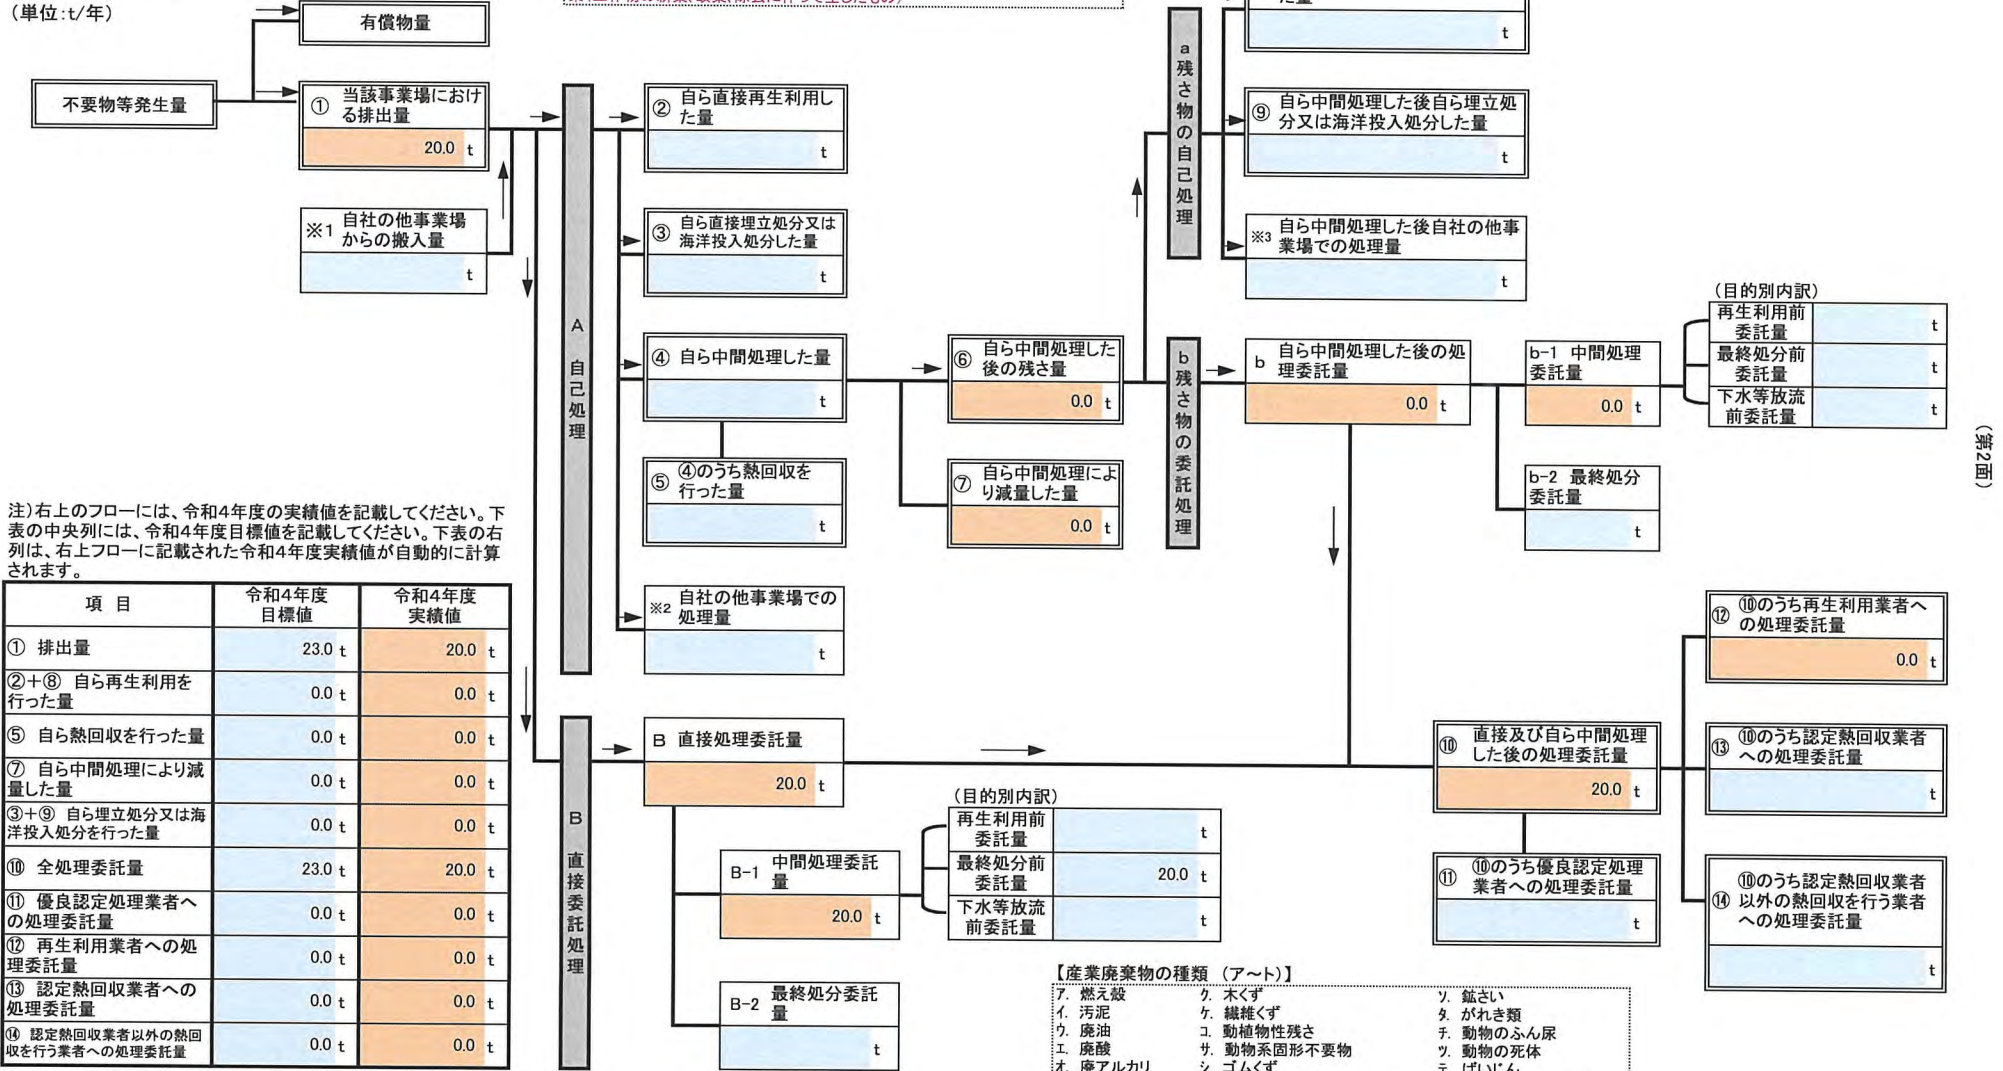 （単位：t/年）
有償物量
不要物等発生量
① 当該事業場におけ
る排出量
20.0 t
※1 自社の他事業場
からの搬入量
t
A 自己処理
② 自ら直接再生利用し
た量
t
③ 自ら直接埋立処分又は
海洋投入処分した量
t
④ 自ら中間処理した量
t
⑤ ④のうち熱回収を
行った量
t
※2 自社の他事業場での
処理量
t
⑥ 自ら中間処理した
後の残さ量
0.0 t
⑦ 自ら中間処理によ
り減量した量
0.0 t
a 残さ物の自己処理
た量
t
⑨ 自ら中間処理した後自ら埋立処
分又は海洋投入処分した量
t
※3 自ら中間処理した後自社の他事
業場での処理量
t
b 残さ物の委託処理
b 自ら中間処理した後の処
理委託量
0.0 t
b-1 中間処理
委託量
0.0 t
（目的別内訳）
再生利用前
委託量
t
最終処分前
委託量
t
下水等放流
前委託量
t
b-2 最終処分
委託量
t
（第2面）
注）右上のフローには、令和4年度の実績値を記載してください。下
表の中央列には、令和4年度目標値を記載してください。下表の右
列は、右上フローに記載された令和4年度実績値が自動的に計算
されます。
項 目 令和4年度 目標値 令和4年度 実績値
① 排出量 23.0 t 20.0 t
②＋⑧ 自ら再生利用を
行った量 0.0 t 0.0 t
⑤ 自ら熱回収を行った量 0.0 t 0.0 t
⑦ 自ら中間処理により減
量した量 0.0 t 0.0 t
③＋⑨ 自ら埋立処分又は海
洋投入処分を行った量 0.0 t 0.0 t
⑩ 全処理委託量 23.0 t 20.0 t
⑪ 優良認定処理業者へ
の処理委託量 0.0 t 0.0 t
⑫ 再生利用業者への処
理委託量 0.0 t 0.0 t
⑬ 認定熱回収業者への
処理委託量 0.0 t 0.0 t
⑭ 認定熱回収業者以外の熱回
収を行う業者への処理委託量 0.0 t 0.0 t
B 直接委託処理
B 直接処理委託量
20.0 t
B-1 中間処理委託
量
20.0 t
（目的別内訳）
再生利用前
委託量
t
最終処分前
委託量
20.0 t
下水等放流
前委託量
t
B-2 最終処分委託
量
t
⑩ 直接及び自ら中間処理
した後の処理委託量
20.0 t
⑪ ⑩のうち優良認定処理
業者への処理委託量
t
⑫ ⑩のうち再生利用業者へ
の処理委託量
0.0 t
⑬ ⑩のうち認定熱回収業者
への処理委託量
t
⑭ ⑩のうち認定熱回収業者
以外の熱回収を行う業者
への処理委託量
t
【産業廃棄物の種類 （ア～ト）】
ア. 燃え殻 ク. 木くず ソ. 鉱さい
イ. 汚泥 ケ. 繊維くず タ. がれき類
ウ. 廃油 コ. 動植物性残さ チ. 動物のふん尿
エ. 廃酸 サ. 動物系固形不要物 ツ. 動物の死体
オ. 廃アルカリ シ. ゴムくず テ. ばいじん